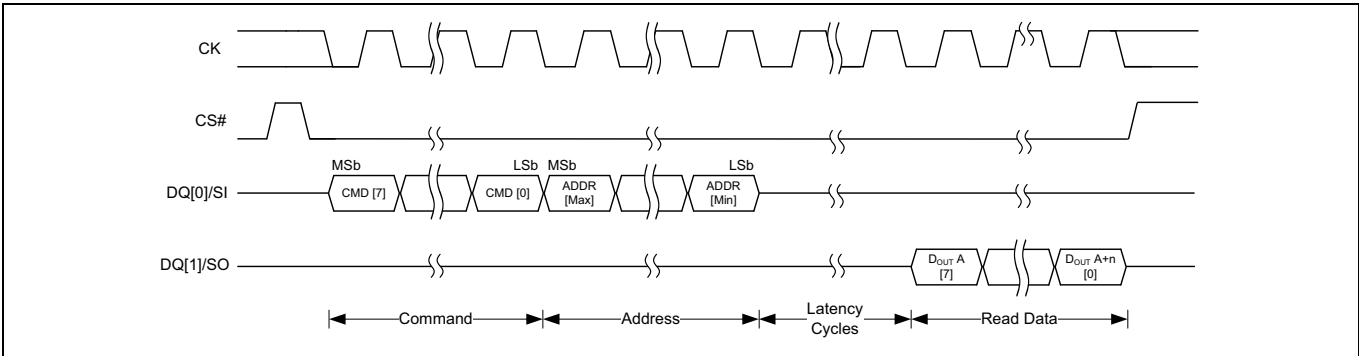 CK
CS#
MSb LSb MSb LSb
DQ[0]/SI CMD [7] CMD [0] ADDR [Max] ADDR [Min]
DQ[1]/SO DOUT A [7] DOUT A+n [0]
Command Address Latency Cycles Read Data